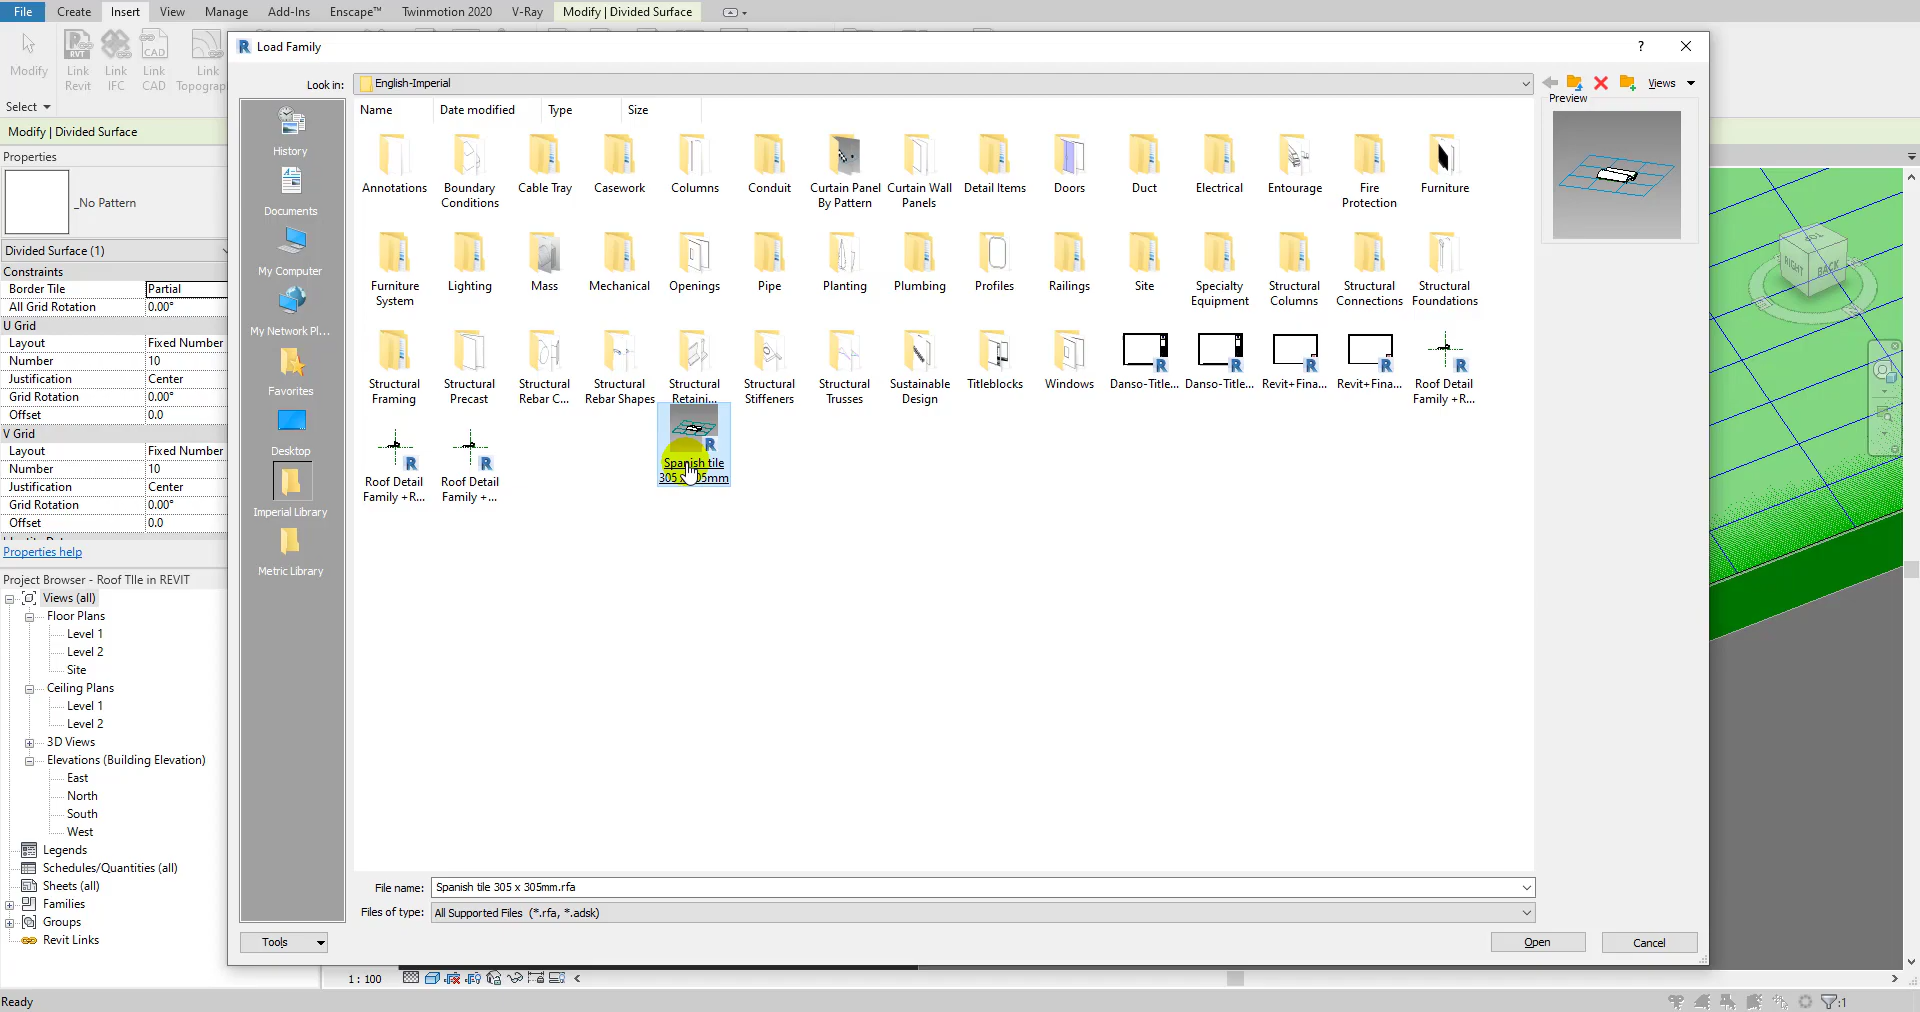 File Create Insert View Manage Add-Ins Enscape™ Twinmotion 2020 V-Ray Modify | Divided Surface
Modify
Link Revit
Link IFC
Link CAD
Link Topograp
Select
Modify | Divided Surface
Properties
_No Pattern
Divided Surface (1)
Constraints
Border Tile Partial
All Grid Rotation 0.00°
U Grid
Layout Fixed Number
Number 10
Justification Center
Grid Rotation 0.00°
Offset 0.0
V Grid
Layout Fixed Number
Number 10
Justification Center
Grid Rotation 0.00°
Offset 0.0
Properties help
Project Browser - Roof TIle in REVIT
Views (all)
Floor Plans
Level 1
Level 2
Site
Ceiling Plans
Level 1
Level 2
3D Views
Elevations (Building Elevation)
East
North
South
West
Legends
Schedules/Quantities (all)
Sheets (all)
Families
Groups
Revit Links
Ready
Load Family
Look in: English-Imperial
Views
Preview
History
Documents
My Computer
My Network Pl...
Favorites
Desktop
Imperial Library
Metric Library
Name Date modified Type Size
Annotations
Boundary Conditions
Cable Tray
Casework
Columns
Conduit
Curtain Panel By Pattern
Curtain Wall Panels
Detail Items
Doors
Duct
Electrical
Entourage
Fire Protection
Furniture
Furniture System
Lighting
Mass
Mechanical
Openings
Pipe
Planting
Plumbing
Profiles
Railings
Site
Specialty Equipment
Structural Columns
Structural Connections
Structural Foundations
Structural Framing
Structural Precast
Structural Rebar C...
Structural Rebar Shapes
Structural Retaini...
Structural Stiffeners
Structural Trusses
Sustainable Design
Titleblocks
Windows
Danso-Title...
Danso-Title...
Revit+Fina...
Revit+Fina...
Roof Detail Family +R...
Roof Detail Family +R...
Roof Detail Family +...
Spanish tile
File name: Spanish tile 305 x 305mm.rfa
Files of type: All Supported Files (*.rfa, *.adsk)
Tools
Open
Cancel
RIGHT
BACK
1 : 100
:1